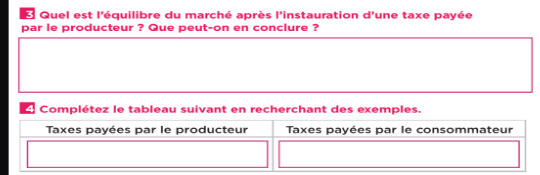 3 Quel est l'équilibre du marché après l'instauration d'une taxe payée
par le producteur ? Que peut-on en conclure ?
4 Complétez le tableau suivant en recherchant des exemples.
Taxes payées par le producteur Taxes payées par le consommateur